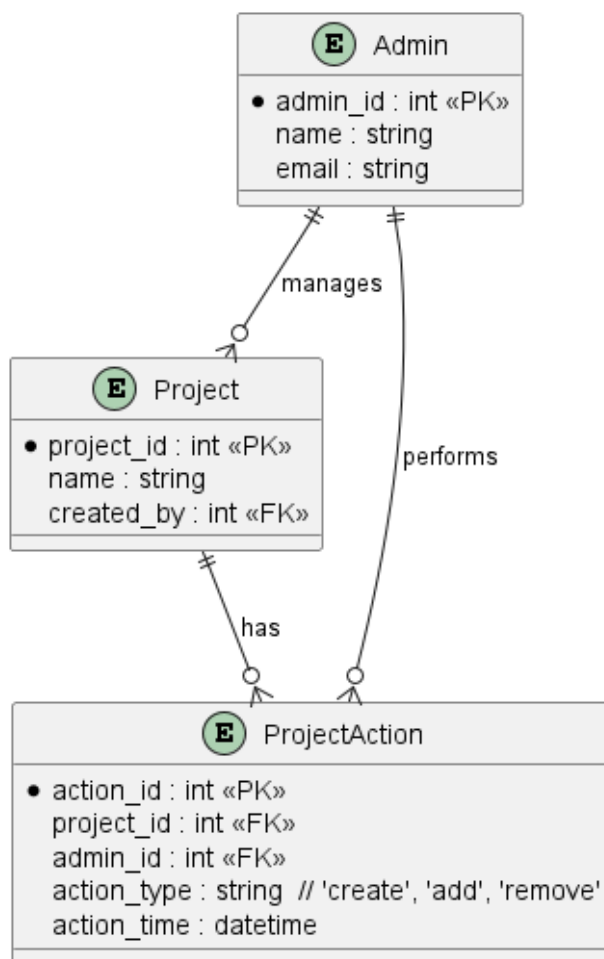 E Admin
admin_id : int «PK»
name : string
email : string
manages
E Project
project_id : int «PK»
name : string
created_by : int «FK»
performs
has
E ProjectAction
action_id : int «PK»
project_id : int «FK»
admin_id : int «FK»
action_type : string // 'create', 'add', 'remove'
action_time : datetime